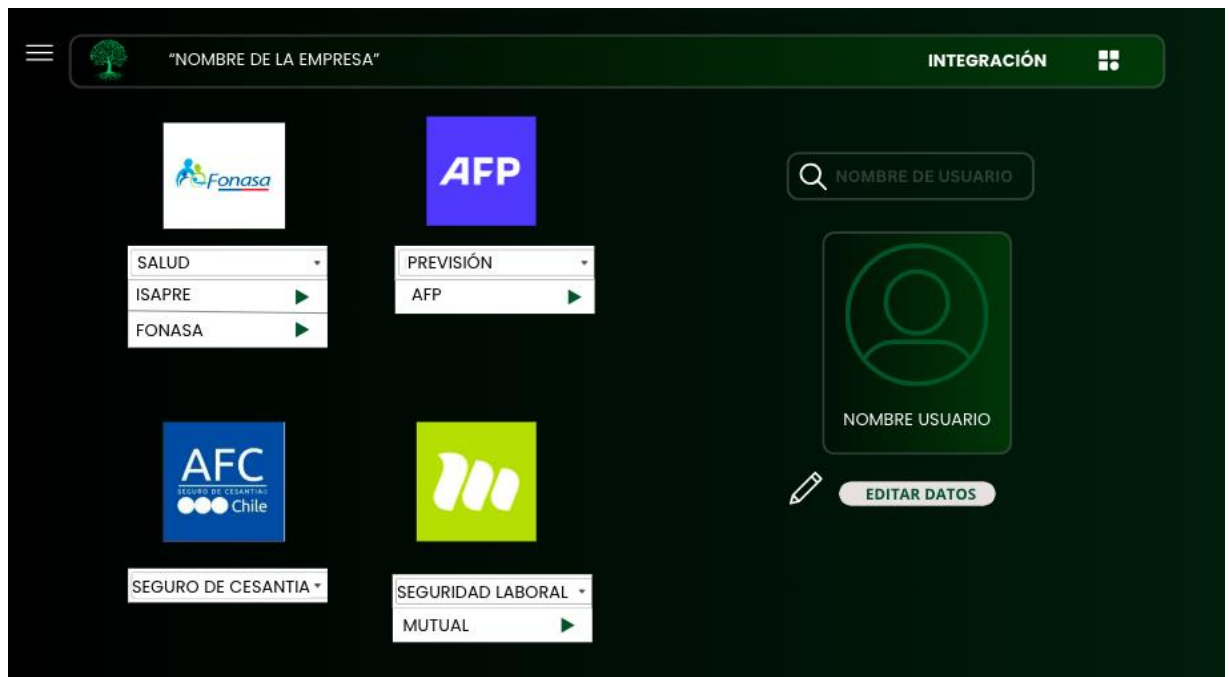 “NOMBRE DE LA EMPRESA”
INTEGRACIÓN
Fonasa
AFP
NOMBRE DE USUARIO
SALUD
ISAPRE
FONASA
PREVISIÓN
AFP
NOMBRE USUARIO
EDITAR DATOS
AFC
SEGURO DE CESANTIA
Chile
SEGURO DE CESANTIA
SEGURIDAD LABORAL
MUTUAL